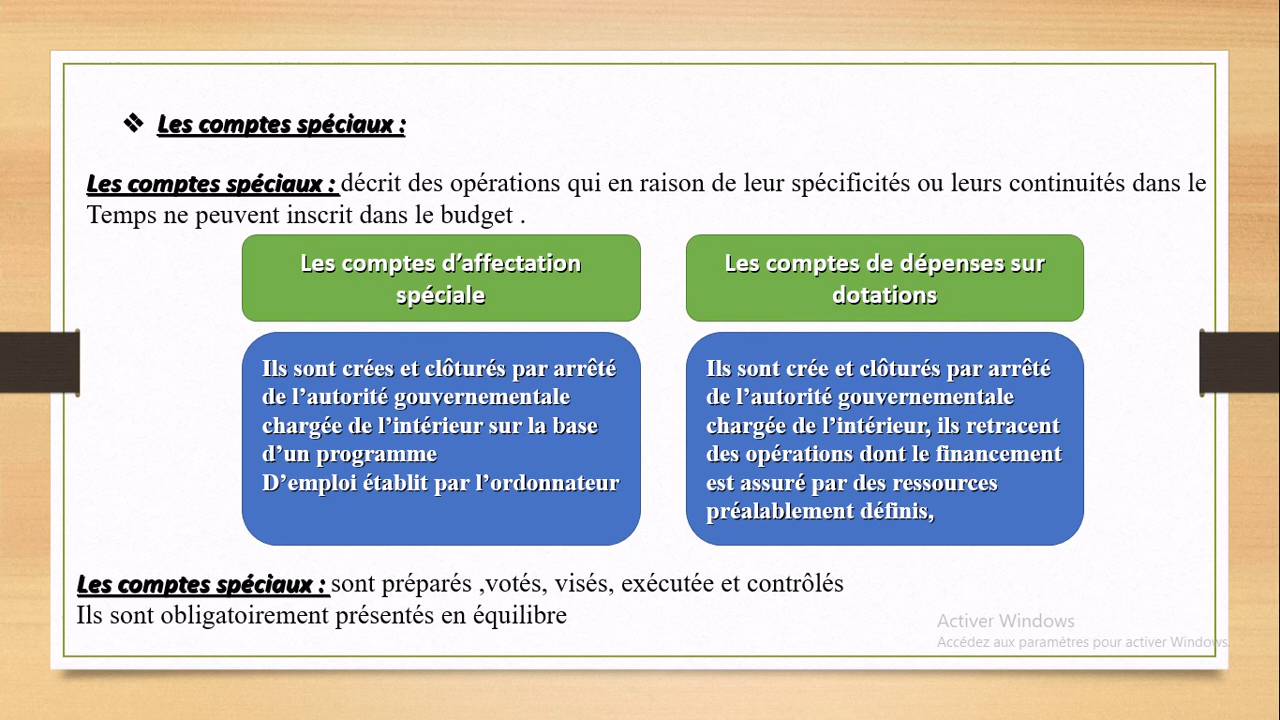 ❖ Les comptes spéciaux :
Les comptes spéciaux : décrit des opérations qui en raison de leur spécificités ou leurs continuités dans le
Temps ne peuvent inscrit dans le budget .
Les comptes d’affectation
spéciale
Ils sont crées et clôturés par arrêté
de l’autorité gouvernementale
chargée de l’intérieur sur la base
d’un programme
D’emploi établit par l’ordonnateur
Les comptes de dépenses sur
dotations
Ils sont crée et clôturés par arrêté
de l’autorité gouvernementale
chargée de l’intérieur, ils retracent
des opérations dont le financement
est assuré par des ressources
préalablement définis,
Les comptes spéciaux : sont préparés ,votés, visés, exécutée et contrôlés
Ils sont obligatoirement présentés en équilibre
Activer Windows
Accédez aux paramètres pour activer Windows.